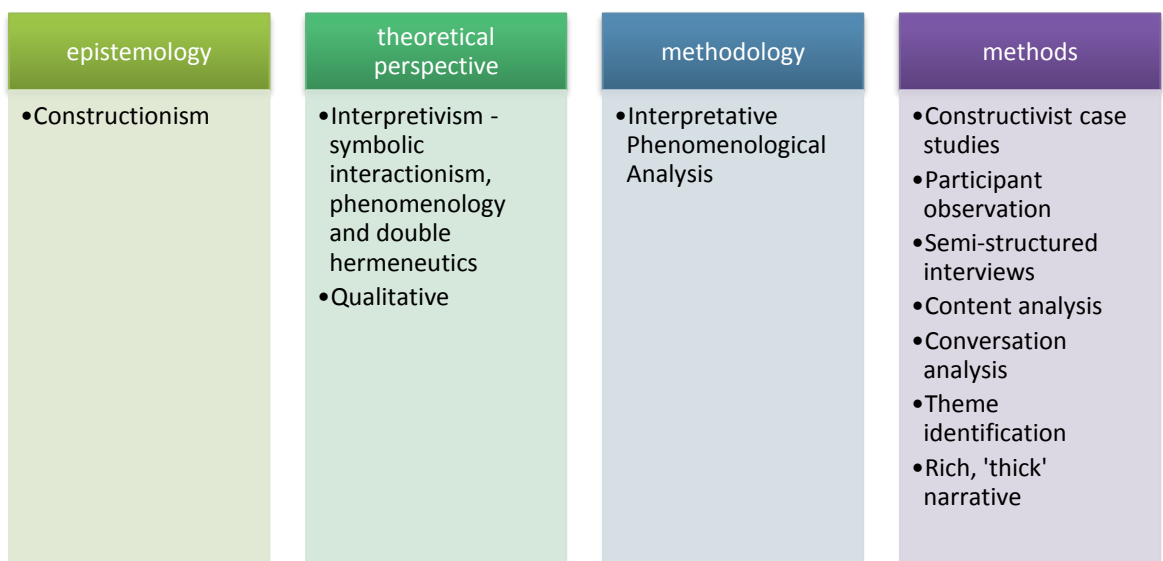 epistemology
•Constructionism
theoretical
perspective
•Interpretivism -
symbolic
interactionism,
phenomenology
and double
hermeneutics
•Qualitative
methodology
•Interpretative
Phenomenological
Analysis
methods
•Constructivist case
studies
•Participant
observation
•Semi-structured
interviews
•Content analysis
•Conversation
analysis
•Theme
identification
•Rich, 'thick'
narrative